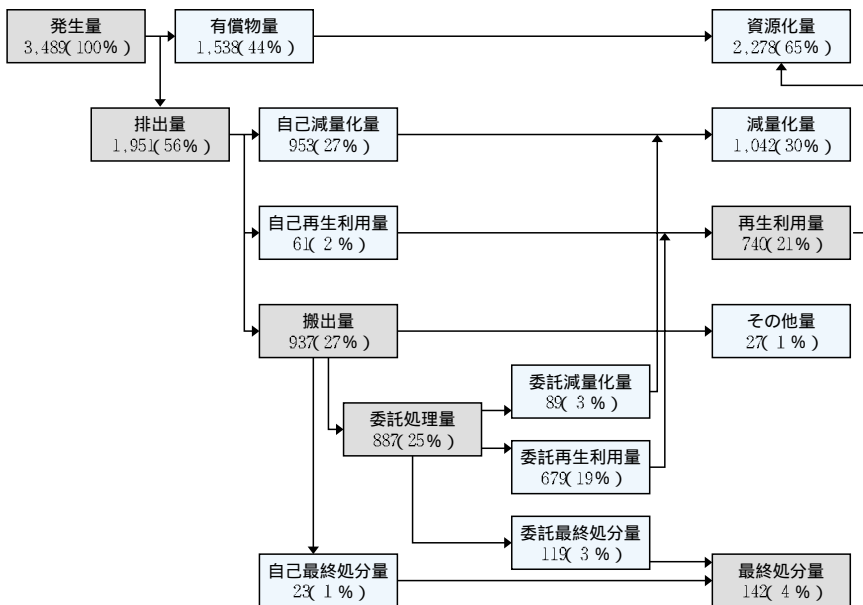 発生量
3,489(100%)
有償物量
1,538(44%)
資源化量
2,278(65%)
排出量
1,951(56%)
自己減量化量
953(27%)
減量化量
1,042(30%)
自己再生利用量
61( 2 %)
再生利用量
740(21%)
搬出量
937(27%)
その他量
27( 1 %)
委託減量化量
89( 3 %)
委託処理量
887(25%)
委託再生利用量
679(19%)
委託最終処分量
119( 3 %)
自己最終処分量
23( 1 %)
最終処分量
142( 4 %)